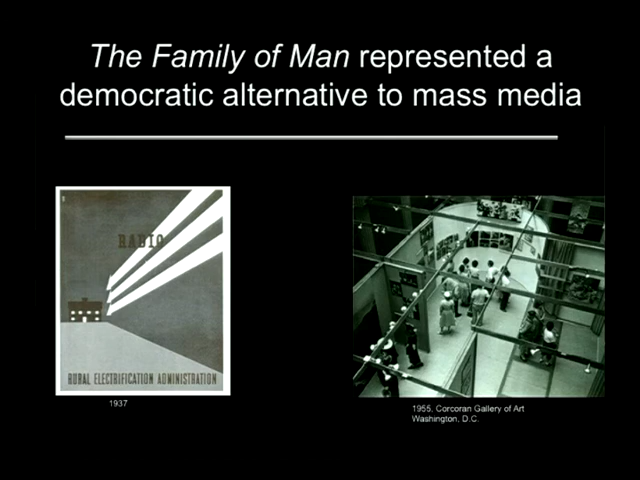 The Family of Man represented a
democratic alternative to mass media
RADIO
RURAL ELECTRIFICATION ADMINISTRATION
1937
1955. Corcoran Gallery of Art
Washington, D.C.